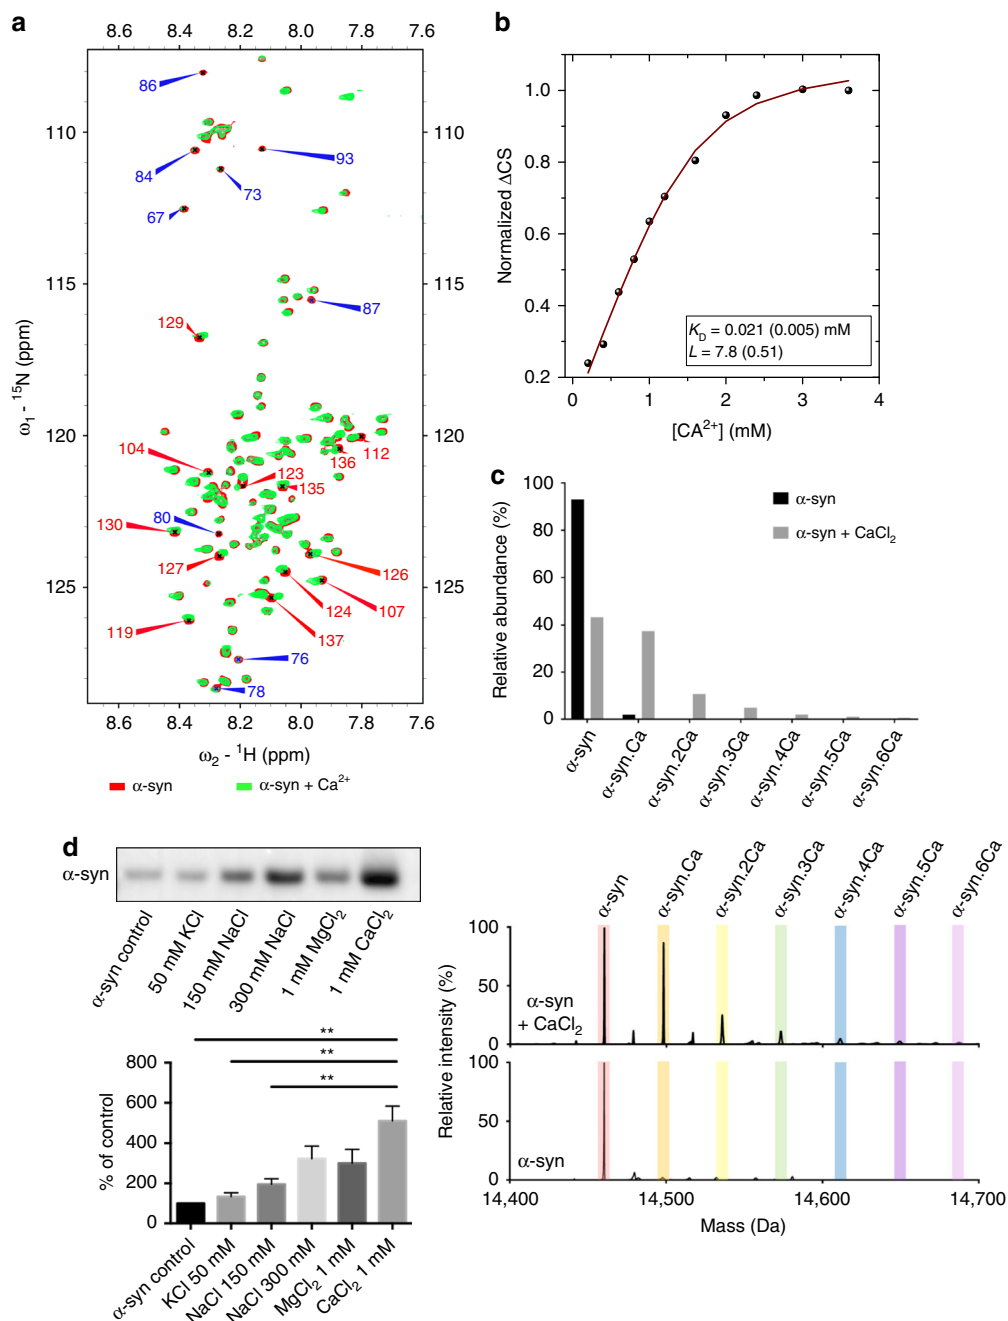 a
8.6 8.4 8.2 8.0 7.8 7.6
86
110
110
84
93
73
67
115
115
87
129
ω1 - 15N (ppm)
120
120
104
123
136
112
135
130
80
127
126
125
125
124
107
119
137
76
78
8.6 8.4 8.2 8.0 7.8 7.6
ω2 - 1H (ppm)
α-syn
α-syn + Ca2+
b
1.0
0.8
0.6
0.4
0.2
Normalized ΔCS
KD = 0.021 (0.005) mM
L = 7.8 (0.51)
0 1 2 3 4
[CA2+] (mM)
c
100
80
60
40
20
0
Relative abundance (%)
α-syn
α-syn + CaCl2
α-syn
α-syn.Ca
α-syn.2Ca
α-syn.3Ca
α-syn.4Ca
α-syn.5Ca
α-syn.6Ca
d
α-syn
α-syn control
50 mM KCl
150 mM NaCl
300 mM NaCl
1 mM MgCl2
1 mM CaCl2
**
**
**
800
600
400
200
0
% of control
α-syn control
KCl 50 mM
NaCl 150 mM
NaCl 300 mM
MgCl2 1 mM
CaCl2 1 mM
α-syn
α-syn.Ca
α-syn.2Ca
α-syn.3Ca
α-syn.4Ca
α-syn.5Ca
α-syn.6Ca
100
50
0
α-syn
+ CaCl2
Relative intensity (%)
100
50
0
α-syn
14,400 14,500 14,600 14,700
Mass (Da)